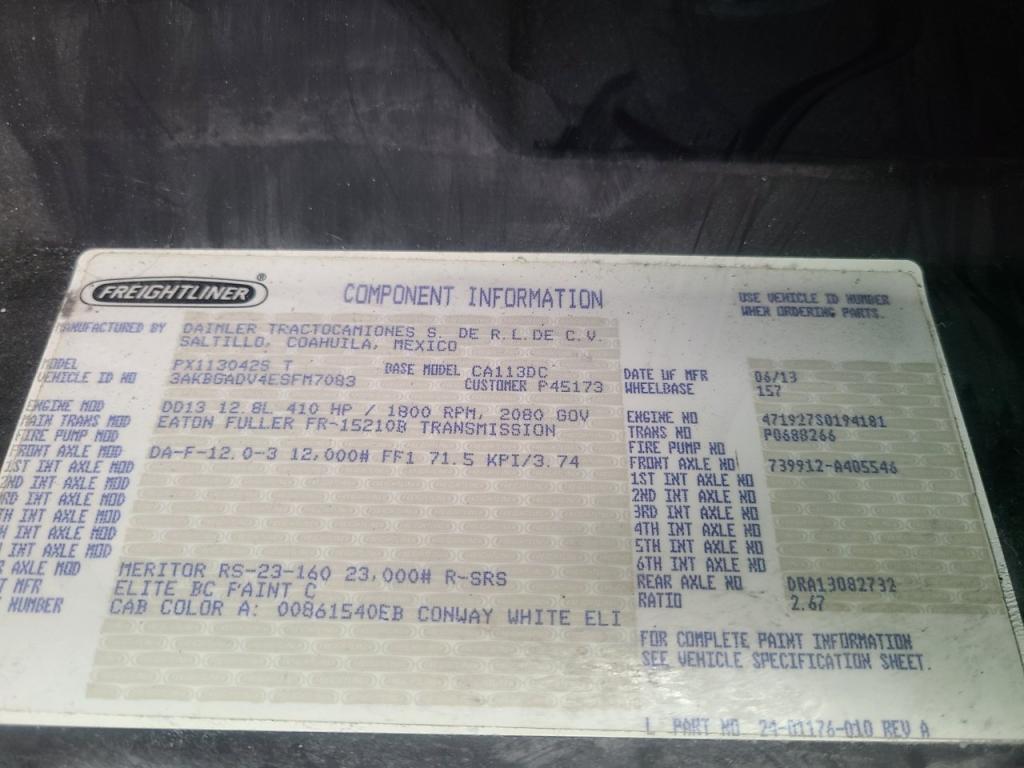 FREIGHTLINER®
COMPONENT INFORMATION
USE VEHICLE ID NUMBER
WHEN ORDERING PARTS.
MANUFACTURED BY DAIMLER TRACTOCAMIONES S. DE R.L.DE C.V.
SALTILLO, COAHUILA, MEXICO
MODEL PX113042S T BASE MODEL CA113DC DATE OF MFR 06/13
VEHICLE ID NO 3AKBGADV4ESFM7083 CUSTOMER P45173 WHEELBASE 157
ENGINE MOD DD13 12.8L 410 HP / 1800 RPM, 2080 GOV ENGINE NO 471927S0194181
MAIN TRANS MOD EATON FULLER FR-15210B TRANSMISSION TRANS NO P0688266
FIRE PUMP MOD FIRE PUMP NO
FRONT AXLE MOD DA-F-12.0-3 12,000# FF1 71.5 KPI/3.74 FRONT AXLE NO 739912-A405546
1ST INT AXLE MOD 1ST INT AXLE NO
2ND INT AXLE MOD 2ND INT AXLE NO
RD INT AXLE MOD 3RD INT AXLE NO
TH INT AXLE MOD 4TH INT AXLE NO
H INT AXLE MOD 5TH INT AXLE NO
INT AXLE MOD 6TH INT AXLE NO
R AXLE MOD MERITOR RS-23-160 23,000# R-SRS REAR AXLE NO DRA13082732
T MFR ELITE BC PAINT C RATIO 2.67
NUMBER CAB COLOR A: 00861540EB CONWAY WHITE ELI
FOR COMPLETE PAINT INFORMATION
SEE VEHICLE SPECIFICATION SHEET.
L PART NO 24-01176-010 REV A